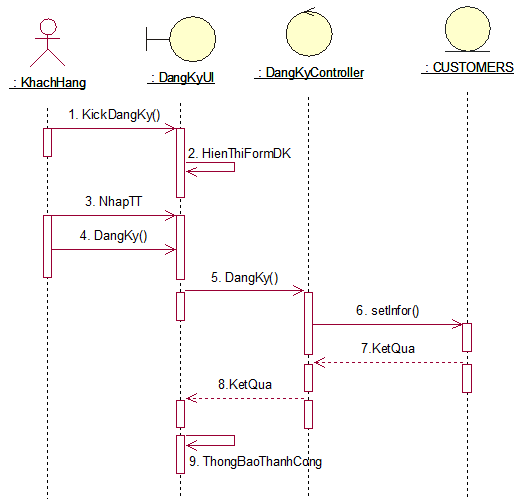 : KhachHang
: DangKyUI
: DangKyController
: CUSTOMERS
1. KickDangKy()
2. HienThiFormDK
3. NhapTT
4. DangKy()
5. DangKy()
6. setInfor()
7.KetQua
8.KetQua
9. ThongBaoThanhCong